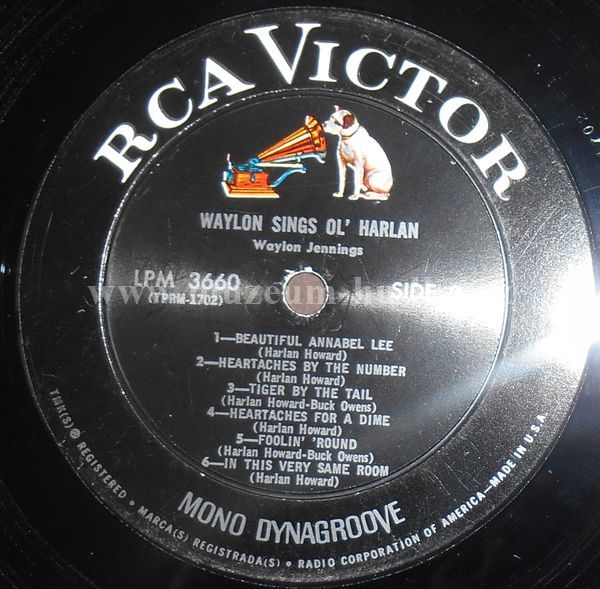 RCA VICTOR
WAYLON SINGS OL' HARLAN
Waylon Jennings
LPM 3660
(TPRM-1702)
SIDE
1—BEAUTIFUL ANNABEL LEE
(Harlan Howard)
2—HEARTACHES BY THE NUMBER
(Harlan Howard)
3—TIGER BY THE TAIL
(Harlan Howard-Buck Owens)
4—HEARTACHES FOR A DIME
(Harlan Howard)
5—FOOLIN' 'ROUND
(Harlan Howard-Buck Owens)
6—IN THIS VERY SAME ROOM
(Harlan Howard)
MONO DYNAGROOVE
TMK(S) ® REGISTERED • MARCA(S) REGISTRADA(S) • RADIO CORPORATION OF AMERICA—MADE IN U.S.A.